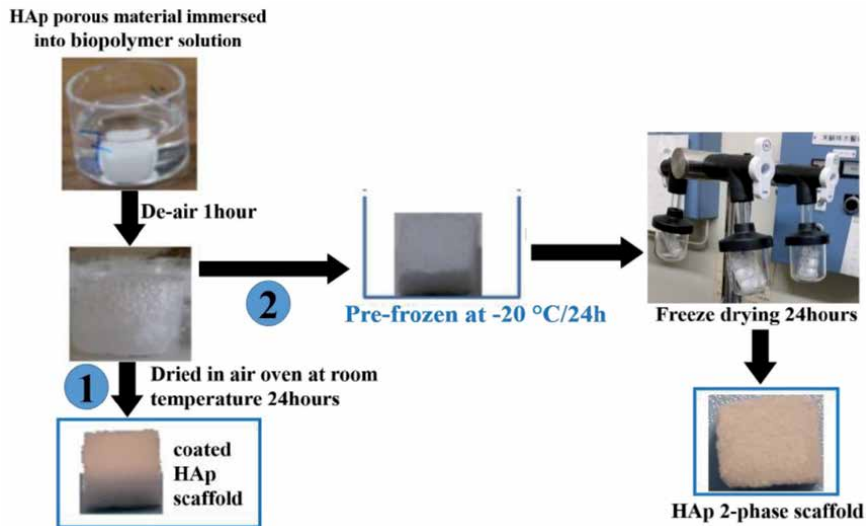 HAp porous material immersed
into biopolymer solution
De-air 1hour
2
Pre-frozen at -20 °C/24h
Freeze drying 24hours
1
Dried in air oven at room
temperature 24hours
coated
HAp
scaffold
HAp 2-phase scaffold